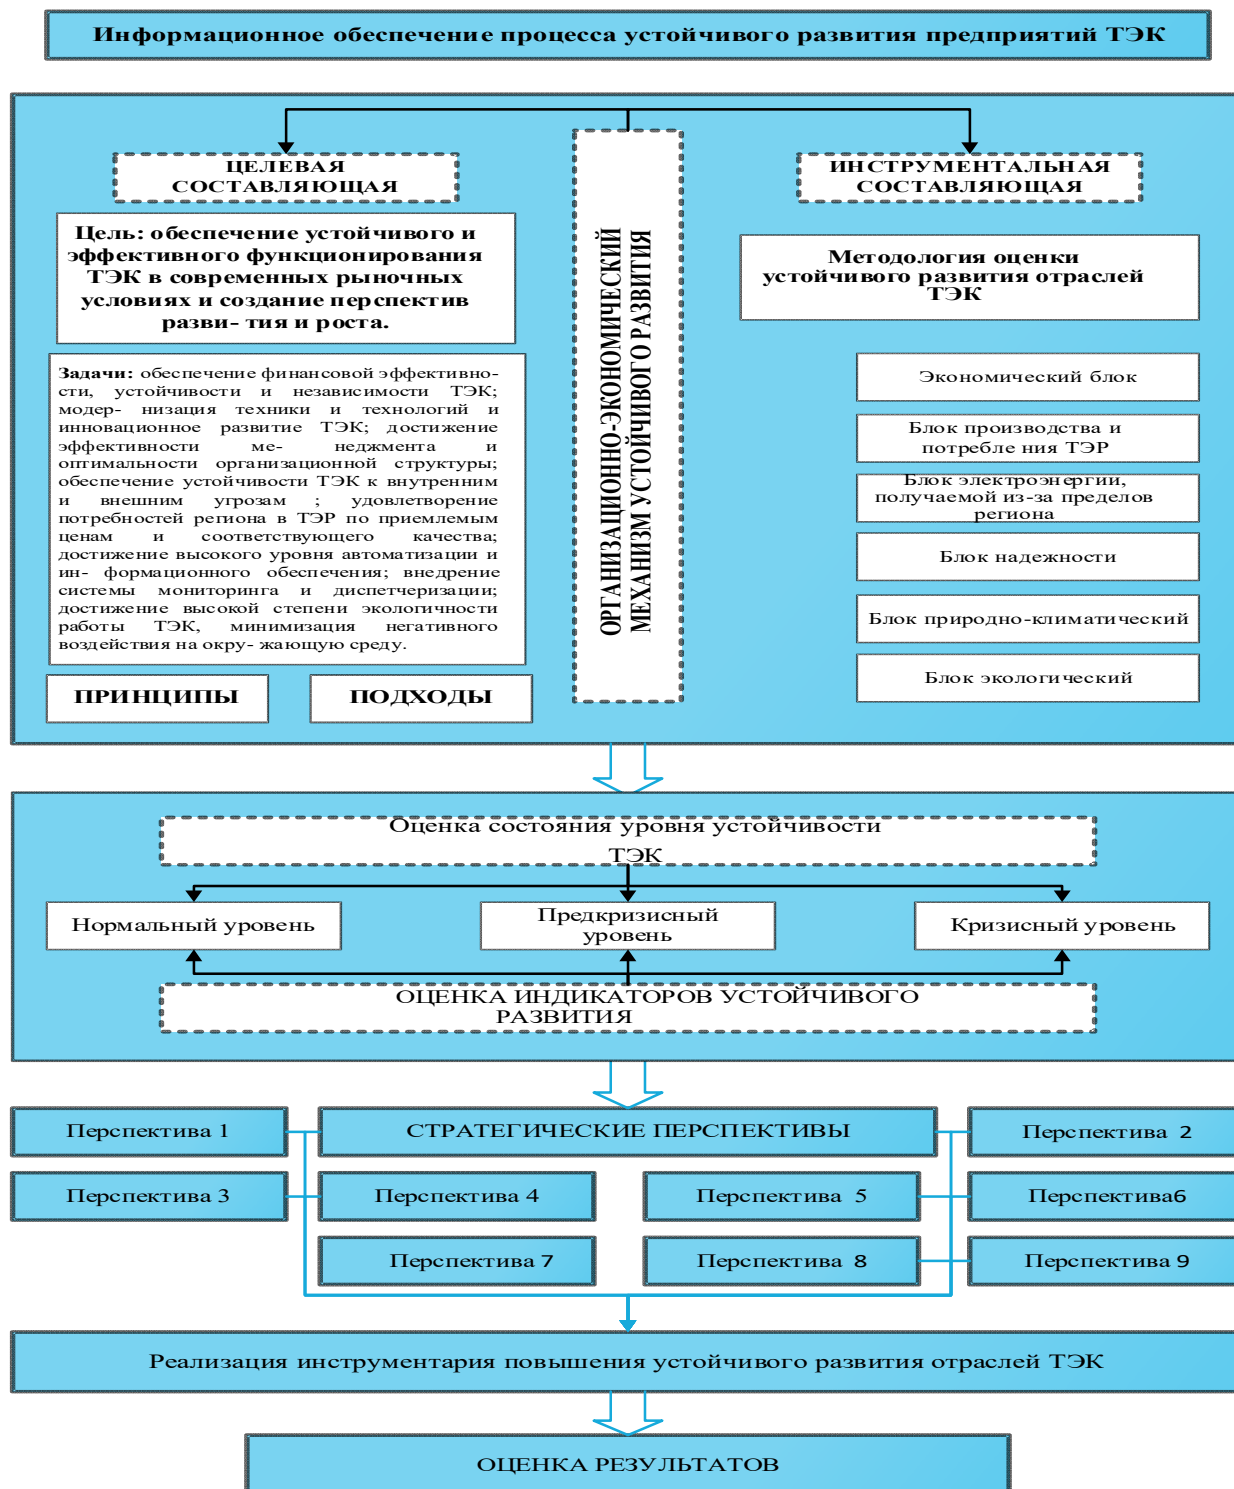 Информационное обеспечение процесса устойчивого развития предприятий ТЭК
ЦЕЛЕВАЯ
СОСТАВЛЯЮЩАЯ
Цель: обеспечение устойчивого и
эффективного функционирования
ТЭК в современных рыночных
условиях и создание перспектив
разви- тия и роста.
Задачи: обеспечение финансовой эффективно-
сти, устойчивости и независимости ТЭК;
модер- низация техники и технологий и
инновационное развитие ТЭК; достижение
эффективности ме- неджмента и
оптимальности организационной структуры;
обеспечение устойчивости ТЭК к внутренним
и внешним угрозам ; удовлетворение
потребностей региона в ТЭР по приемлемым
ценам и соответствующего качества;
достижение высокого уровня автоматизации и
ин- формационного обеспечения; внедрение
системы мониторинга и диспетчеризации;
достижение высокой степени экологичности
работы ТЭК, минимизация негативного
воздействия на окру- жающую среду.
ПРИНЦИПЫ
ПОДХОДЫ
ОРГАНИЗАЦИОННО-ЭКОНОМИЧЕСКИЙ
МЕХАНИЗМ УСТОЙЧИВОГО РАЗВИТИЯ
ИНСТРУМЕНТАЛЬНАЯ
СОСТАВЛЯЮЩАЯ
Методология оценки
устойчивого развития отраслей
ТЭК
Экономический блок
Блок производства и
потребле ния ТЭР
Блок электроэнергии,
получаемой из-за пределов
региона
Блок надежности
Блок природно-климатический
Блок экологический
Оценка состояния уровня устойчивости
ТЭК
Нормальный уровень
Предкризисный
уровень
Кризисный уровень
ОЦЕНКА ИНДИКАТОРОВ УСТОЙЧИВОГО
РАЗВИТИЯ
Перспектива 1
СТРАТЕГИЧЕСКИЕ ПЕРСПЕКТИВЫ
Перспектива 2
Перспектива 3
Перспектива 4
Перспектива 5
Перспектива6
Перспектива 7
Перспектива 8
Перспектива 9
Реализация инструментария повышения устойчивого развития отраслей ТЭК
ОЦЕНКА РЕЗУЛЬТАТОВ